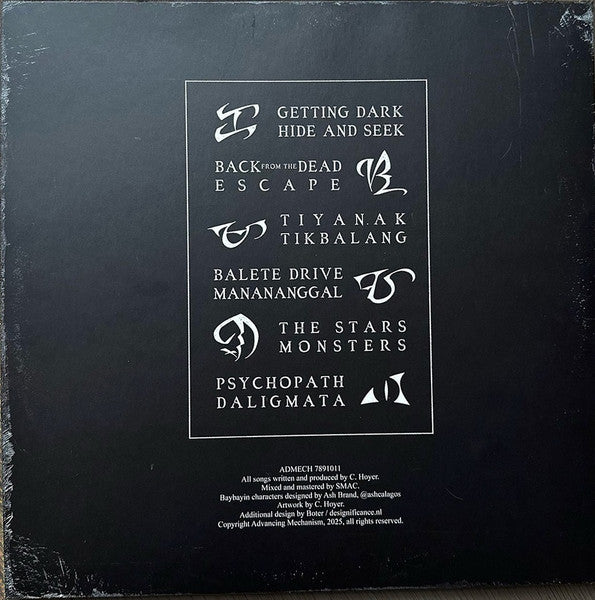 GETTING DARK
HIDE AND SEEK
BACK FROM THE DEAD
ESCAPE
TIYANAK
TIKBALANG
BALETE DRIVE
MANANANGGAL
THE STARS
MONSTERS
PSYCHOPATH
DALIGMATA
ADMECH 7891011
All songs written and produced by C. Hoyer.
Mixed and mastered by SMAC.
Baybayin characters designed by Ash Brand, @ashcalagos
Artwork by C. Hoyer.
Additional design by Boter / designificance.nl
Copyright Advancing Mechanism, 2025, all rights reserved.